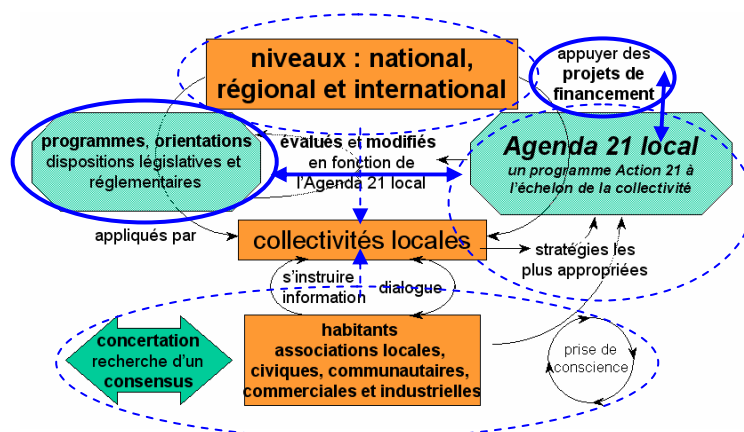 niveaux : national,
régional et international
appuyer des
projets de
financement
programmes, orientations
dispositions législatives et
réglementaires
évalués et modifiés
en fonction de
l'Agenda 21 local
Agenda 21 local
un programme Action 21 à
l'échelon de la collectivité
appliqués par
collectivités locales
stratégies les
plus appropriées
s'instruire
information
dialogue
concertation
recherche d'un
consensus
habitants
associations locales,
civiques, communautaires,
commerciales et industrielles
prise de
conscience